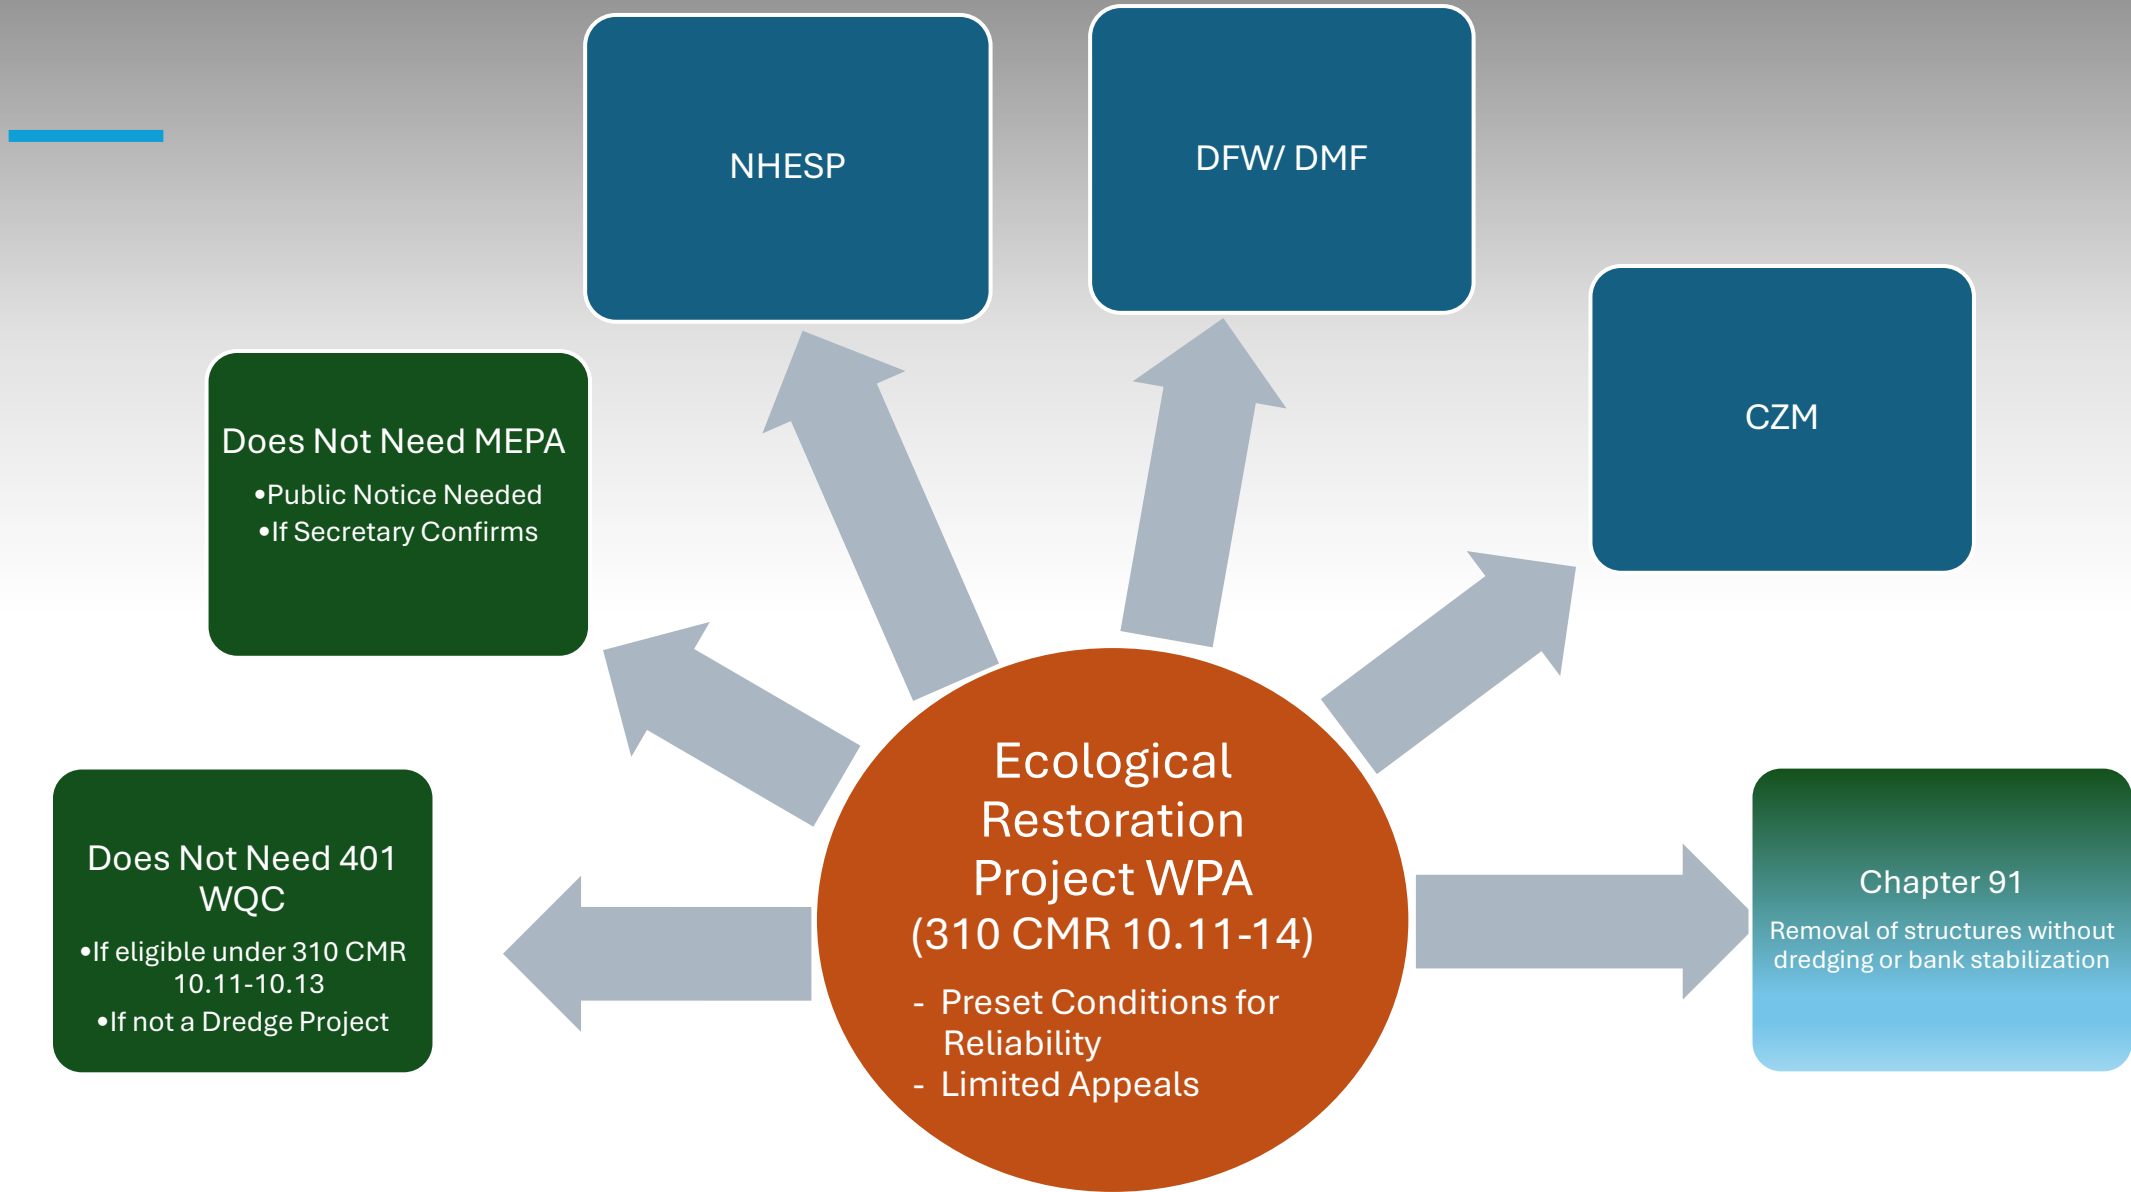 NHESP
DFW/ DMF
CZM
Does Not Need MEPA
•Public Notice Needed
•If Secretary Confirms
Does Not Need 401
WQC
•If eligible under 310 CMR
10.11-10.13
•If not a Dredge Project
Ecological
Restoration
Project WPA
(310 CMR 10.11-14)
- Preset Conditions for
Reliability
- Limited Appeals
Chapter 91
Removal of structures without
dredging or bank stabilization